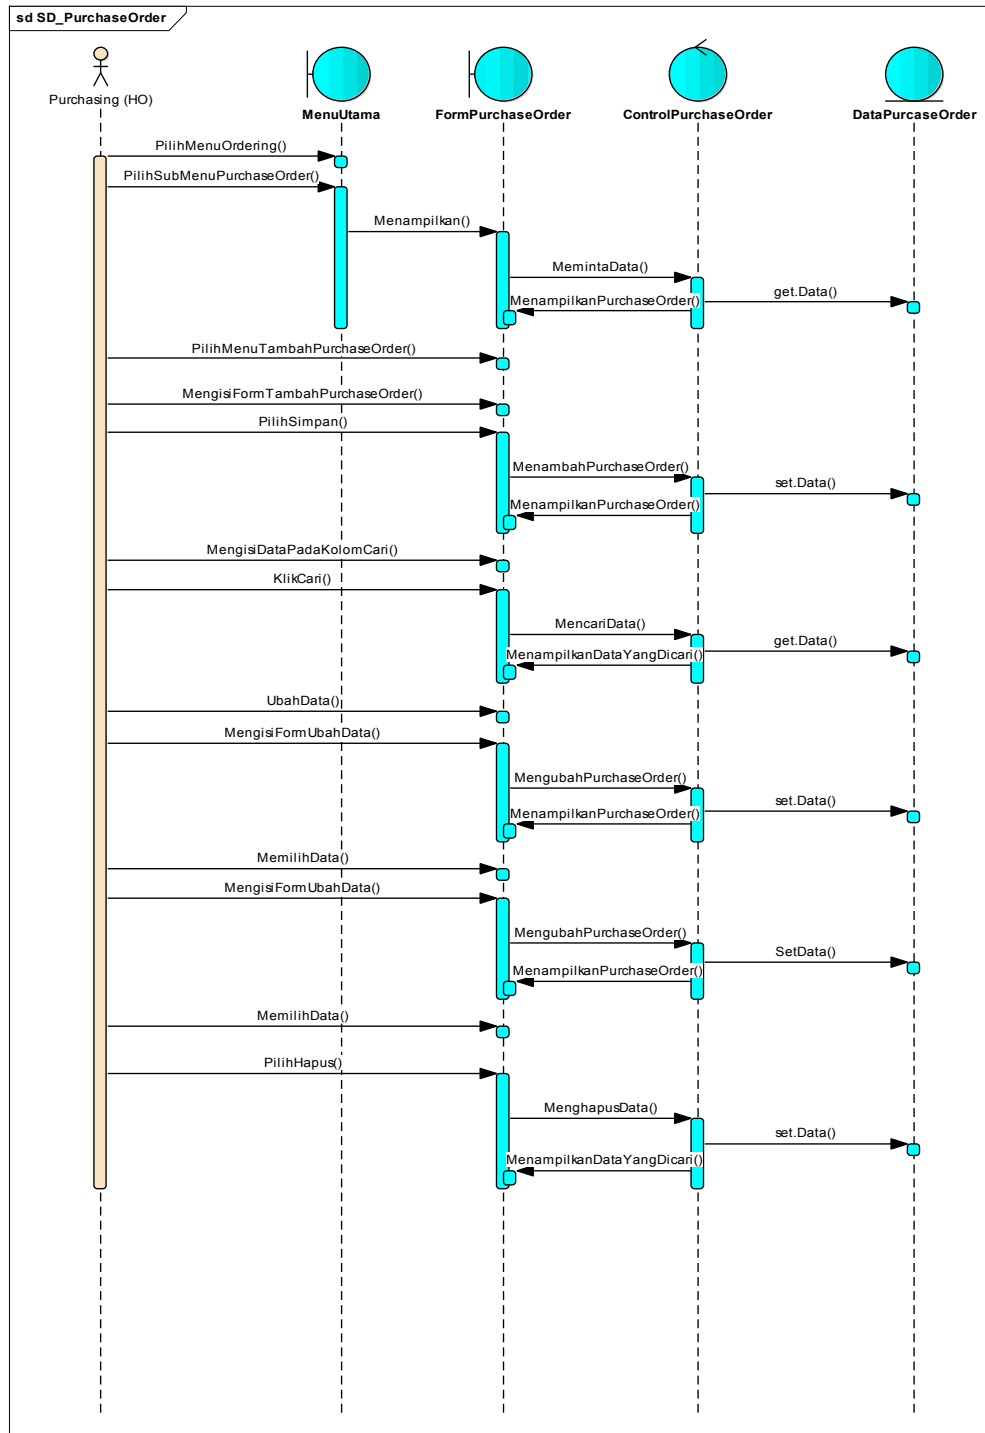 sd SD_PurchaseOrder
Purchasing (HO)
MenuUtama
FormPurchaseOrder
ControlPurchaseOrder
DataPurcaseOrder
PilihMenuOrdering()
PilihSubMenuPurchaseOrder()
Menampilkan()
MemintaData()
get.Data()
MenampilkanPurchaseOrder()
PilihMenuTambahPurchaseOrder()
MengisiFormTambahPurchaseOrder()
PilihSimpan()
MenambahPurchaseOrder()
set.Data()
MenampilkanPurchaseOrder()
MengisiDataPadaKolomCari()
KlikCari()
MencariData()
get.Data()
MenampilkanDataYangDicari()
UbahData()
MengisiFormUbahData()
MengubahPurchaseOrder()
set.Data()
MenampilkanPurchaseOrder()
MemilihData()
MengisiFormUbahData()
MengubahPurchaseOrder()
SetData()
MenampilkanPurchaseOrder()
MemilihData()
PilihHapus()
MenghapusData()
set.Data()
MenampilkanDataYangDicari()